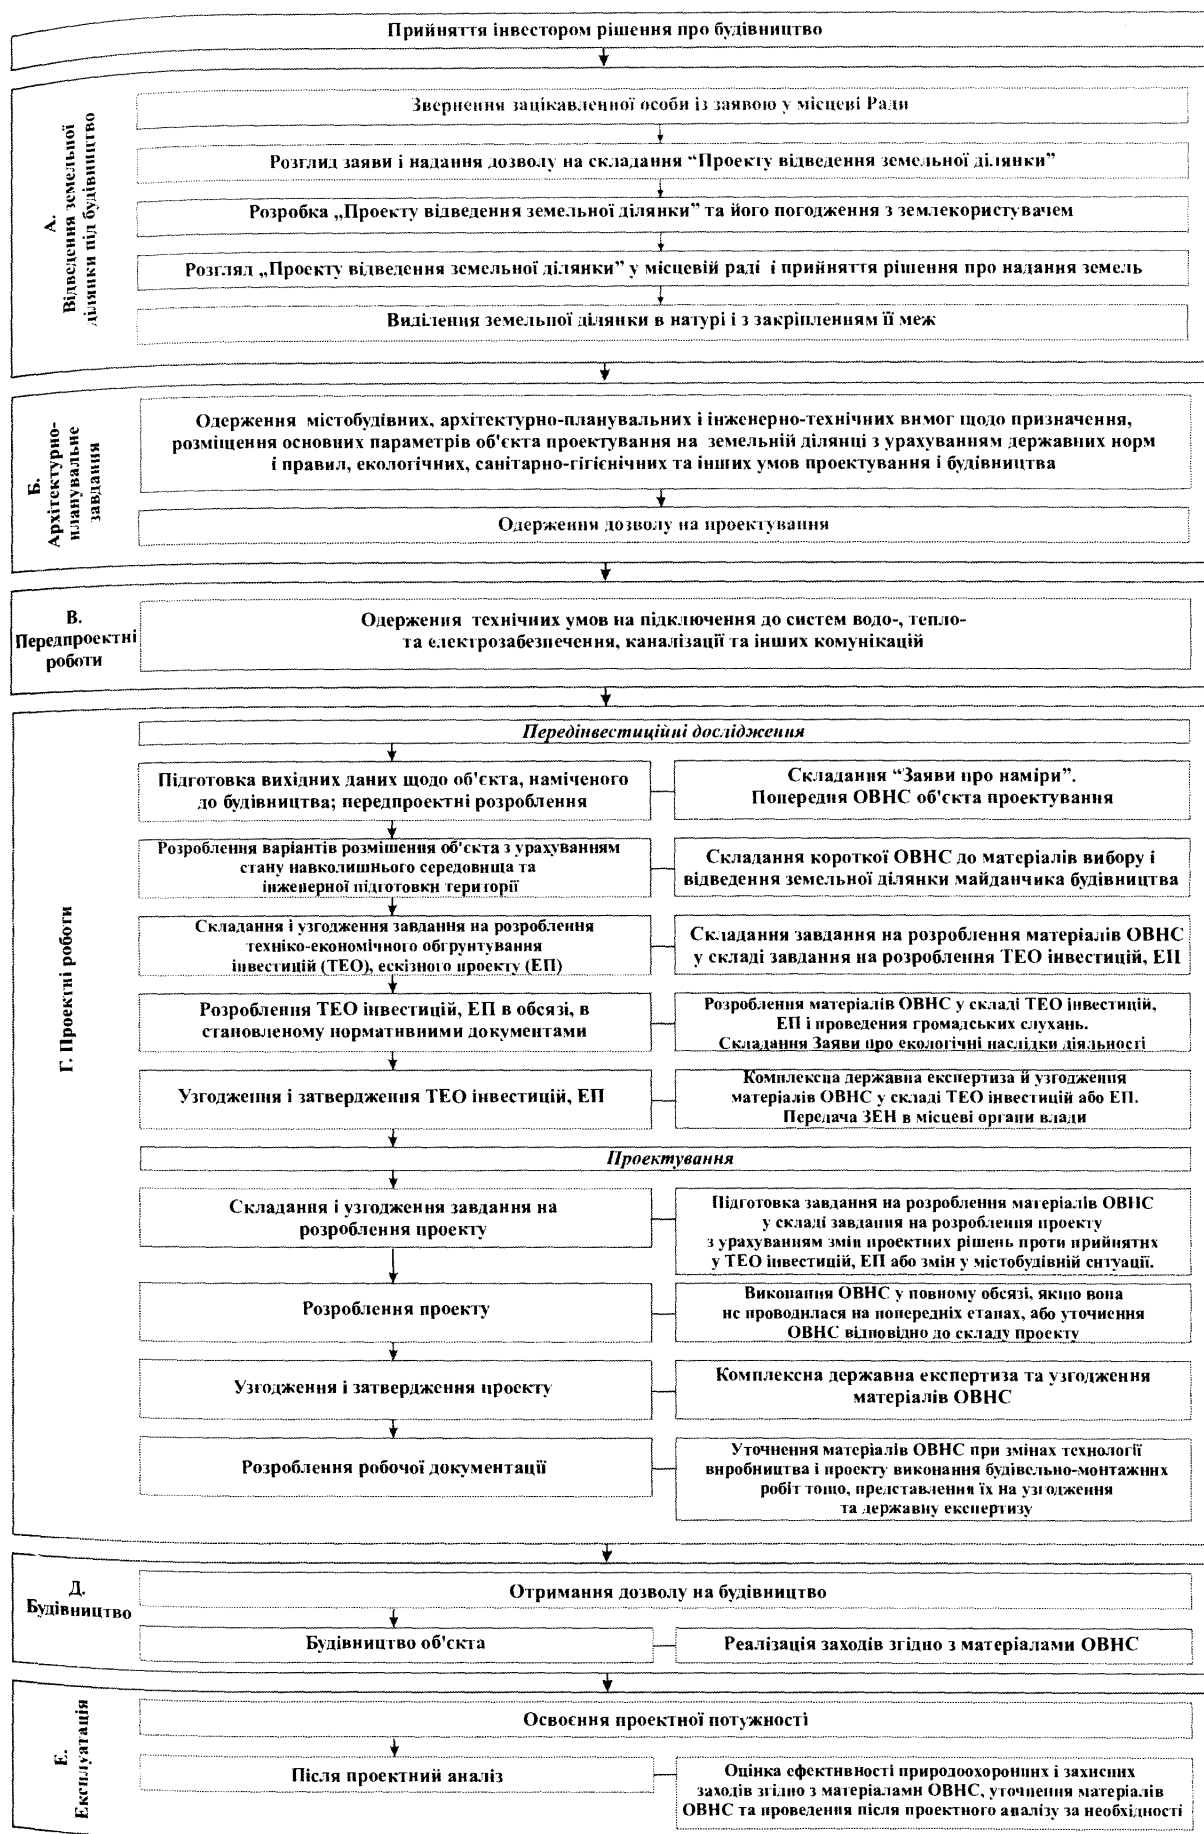 Прийняття інвестором рішення про будівництво
А.
Відведення земельної
ділянки під будівництво
Звернення зацікавленної особи із заявою у місцеві Ради
Розглид заяви і надання дозволу на складання “Проекту відведення земельної ділянки”
Розробка „Проекту відведення земельної ділянки” та його погодження з землекористувачем
Розгляд „Проекту відведення земельної ділянки” у місцевій раді і прийняття рішення про надання земель
Виділення земельної ділянки в натурі і з закріпленням її меж
Б.
Архітектурно-
планувальне
завдання
Одерження містобудівних, архітектурно-планувальних і інженерно-технічних вимог щодо призначення,
розміщення основних параметрів об'єкта проектування на земельній ділянці з урахуванням державних норм
і правил, екологічних, санітарно-гігієнічних та інших умов проектування і будівництва
Одерження дозволу на проектування
В.
Передпроектні
роботи
Одерження технічних умов на підключення до систем водо-, тепло-
та електрозабезпечення, каналізації та інших комунікацій
Г. Проектні роботи
Передінвестиційні дослідження
Підготовка вихідних даних щодо об'єкта, наміченого
до будівництва; передпроектні розроблення
Складання “Заяви про наміри”.
Попередня ОВНС об'єкта проектування
Розроблення варіантів розміщення об'єкта з урахуванням
стану навколишнього середовища та
інженерної підготовки території
Складання короткої ОВНС до матеріалів вибору і
відведення земельної ділянки майданчика будівництва
Складання і узгодження завдання на розроблення
техніко-економічного обгрунтування
інвестицій (ТЕО), ескізного проекту (ЕП)
Складання завдання на розроблення матеріалів ОВНС
у складі завдання на розроблення ТЕО інвестицій, ЕП
Розроблення ТЕО інвестицій, ЕП в обсязі, в
становленому нормативними документами
Розроблення матеріалів ОВНС у складі ТЕО інвестицій,
ЕП і проведення громадських слухань.
Складання Заяви про екологічні наслідки діяльності
Узгодження і затвердження ТЕО інвестицій, ЕП
Комплексна державна експертиза й узгодження
матеріалів ОВНС у складі ТЕО інвестицій або ЕП.
Передача ЗЕН в місцеві органи влади
Проектування
Складання і узгодження завдання на
розроблення проекту
Підготовка завдання на розроблення матеріалів ОВНС
у складі завдання на розроблення проекту
з урахуванням змін проектних рішень проти прийнятих
у ТЕО інвестицій, ЕП або змін у містобудівній ситуації.
Розроблення проекту
Виконання ОВНС у повному обсязі, якщо вона
не проводилася на попередніх етапах, або уточнення
ОВНС відповідно до складу проекту
Узгодження і затвердження проекту
Комплексна державна експертиза та узгодження
матеріалів ОВНС
Розроблення робочої документації
Уточнення матеріалів ОВНС при змінах технології
виробництва і проекту виконання будівельно-монтажних
робіт тощо, представлення їх на узгодження
та державну експертизу
Д.
Будівництво
Отримання дозволу на будівництво
Будівництво об'єкта
Реалізація заходів згідно з матеріалами ОВНС
Е.
Експлуатація
Освоєння проектної потужності
Після проектний аналіз
Оцінка ефективності природоохоронних і захисних
заходів згідно з матеріалами ОВНС, уточнення матеріалів
ОВНС та проведення після проектного аналізу за необхідності